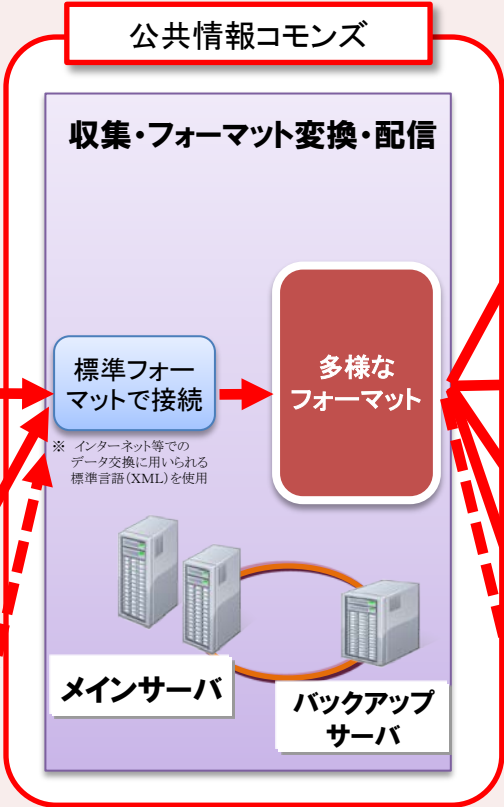 公共情報コモンズ
収集・フォーマット変換・配信
標準フォー
マットで接続
多様な
フォーマット
※ インターネット等での
データ交換に用いられる
標準言語(XML)を使用
メインサーバ
バックアップ
サーバ